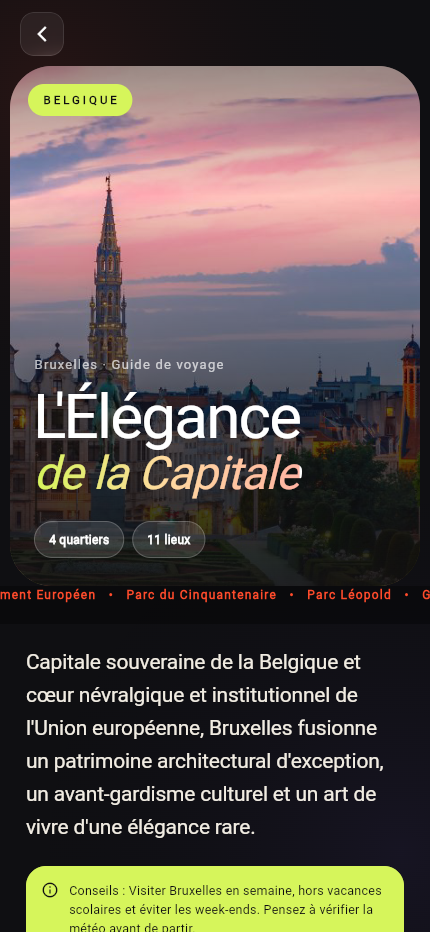 BELGIQUE
Bruxelles · Guide de voyage
L'Élégance
de la Capitale
4 quartiers
11 lieux
ment Européen • Parc du Cinquantenaire • Parc Léopold • G
Capitale souveraine de la Belgique et
cœur névralgique et institutionnel de
l'Union européenne, Bruxelles fusionne
un patrimoine architectural d'exception,
un avant-gardisme culturel et un art de
vivre d'une élégance rare.
Conseils : Visiter Bruxelles en semaine, hors vacances
scolaires et éviter les week-ends. Pensez à vérifier la
météo avant de partir